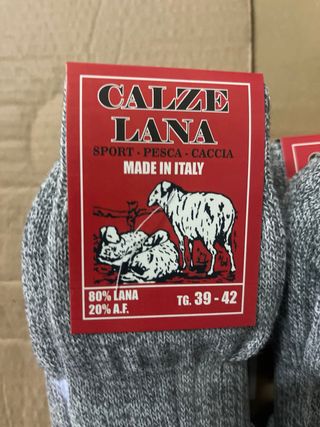 CALZE
LANA
SPORT - PESCA - CACCIA
MADE IN ITALY
80% LANA
20% A.F.
TG. 39 - 42